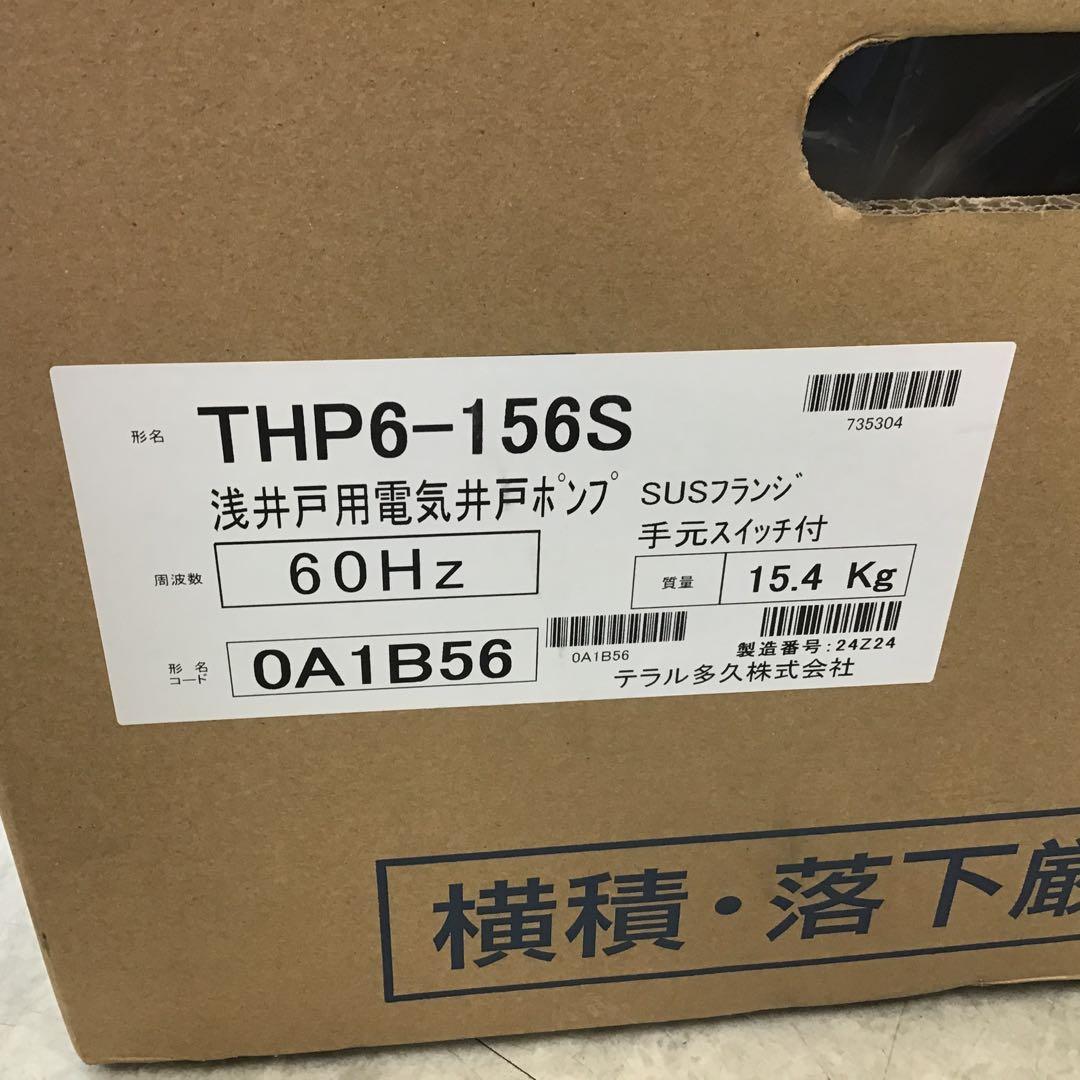 形名 THP6-156S
735304
浅井戸用電気井戸ﾎﾟﾝﾌﾟ SUSフランジ
手元スイッチ付
周波数 60Hz
質量 15.4 Kg
形名コード 0A1B56
0A1B56
製造番号:24Z24
テラル多久株式会社
横積・落下厳